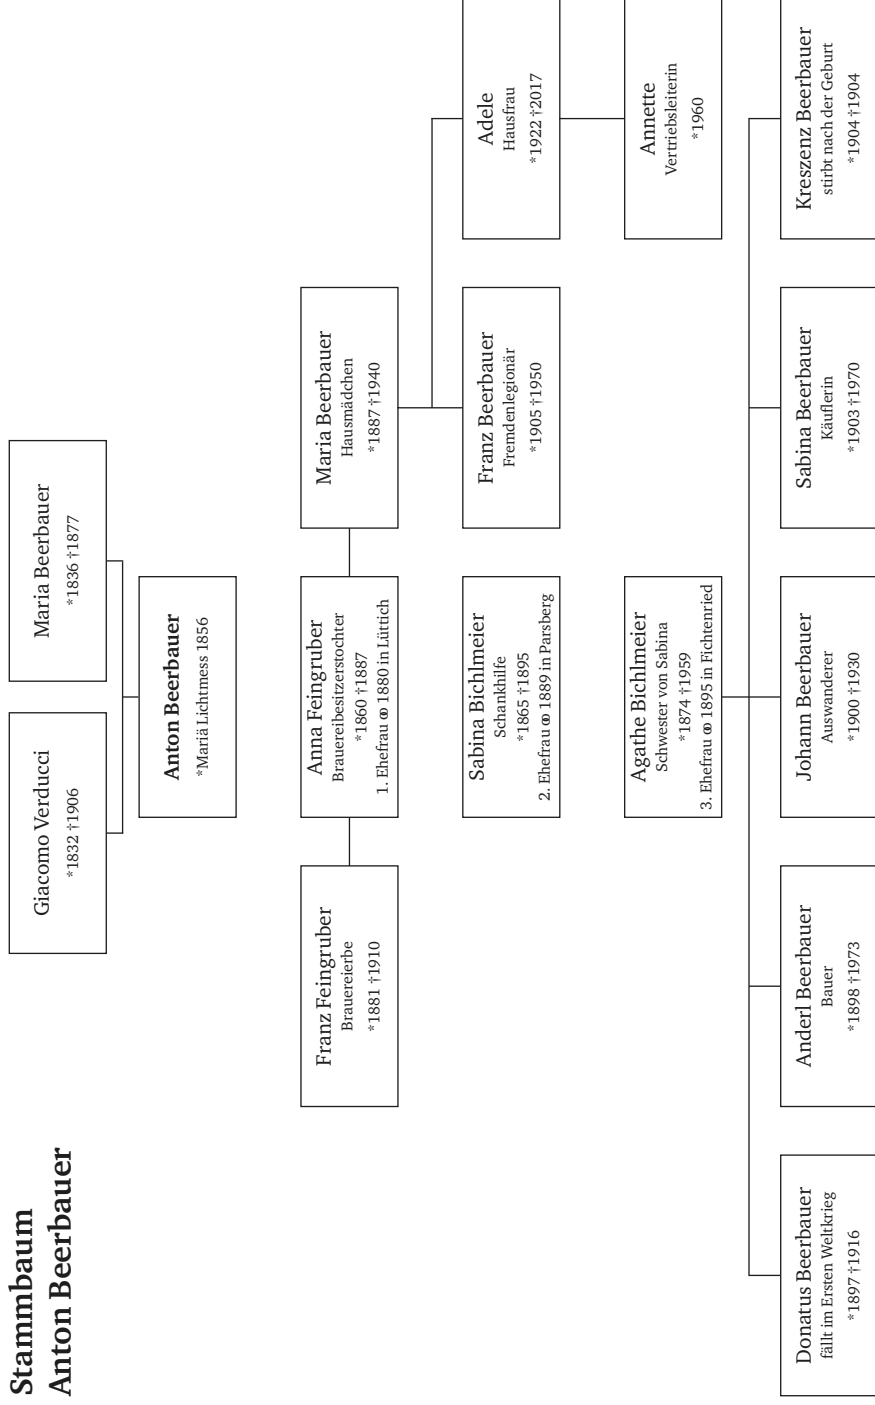 Stammbaum
Anton Beerbauer
Giacomo Verducci
*1832 †1906
Maria Beerbauer
*1836 †1877
Anton Beerbauer
*Mariä Lichtmess 1856
Franz Feingruber
Brauereierbe
*1881 †1910
Anna Feingruber
Brauereibesitzerstochter
*1860 †1887
1. Ehefrau ⚭ 1880 in Lüttich
Maria Beerbauer
Hausmädchen
*1887 †1940
Sabina Bichlmeier
Schankhilfe
*1865 †1895
2. Ehefrau ⚭ 1889 in Parsberg
Franz Beerbauer
Fremdenlegionär
*1905 †1950
Adele
Hausfrau
*1922 †2017
Agathe Bichlmeier
Schwester von Sabina
*1874 †1959
3. Ehefrau ⚭ 1895 in Fichtenried
Annette
Vertriebsleiterin
*1960
Donatus Beerbauer
fällt im Ersten Weltkrieg
*1897 †1916
Anderl Beerbauer
Bauer
*1898 †1973
Johann Beerbauer
Auswanderer
*1900 †1930
Sabina Beerbauer
Käuflerin
*1903 †1970
Kreszenz Beerbauer
stirbt nach der Geburt
*1904 †1904